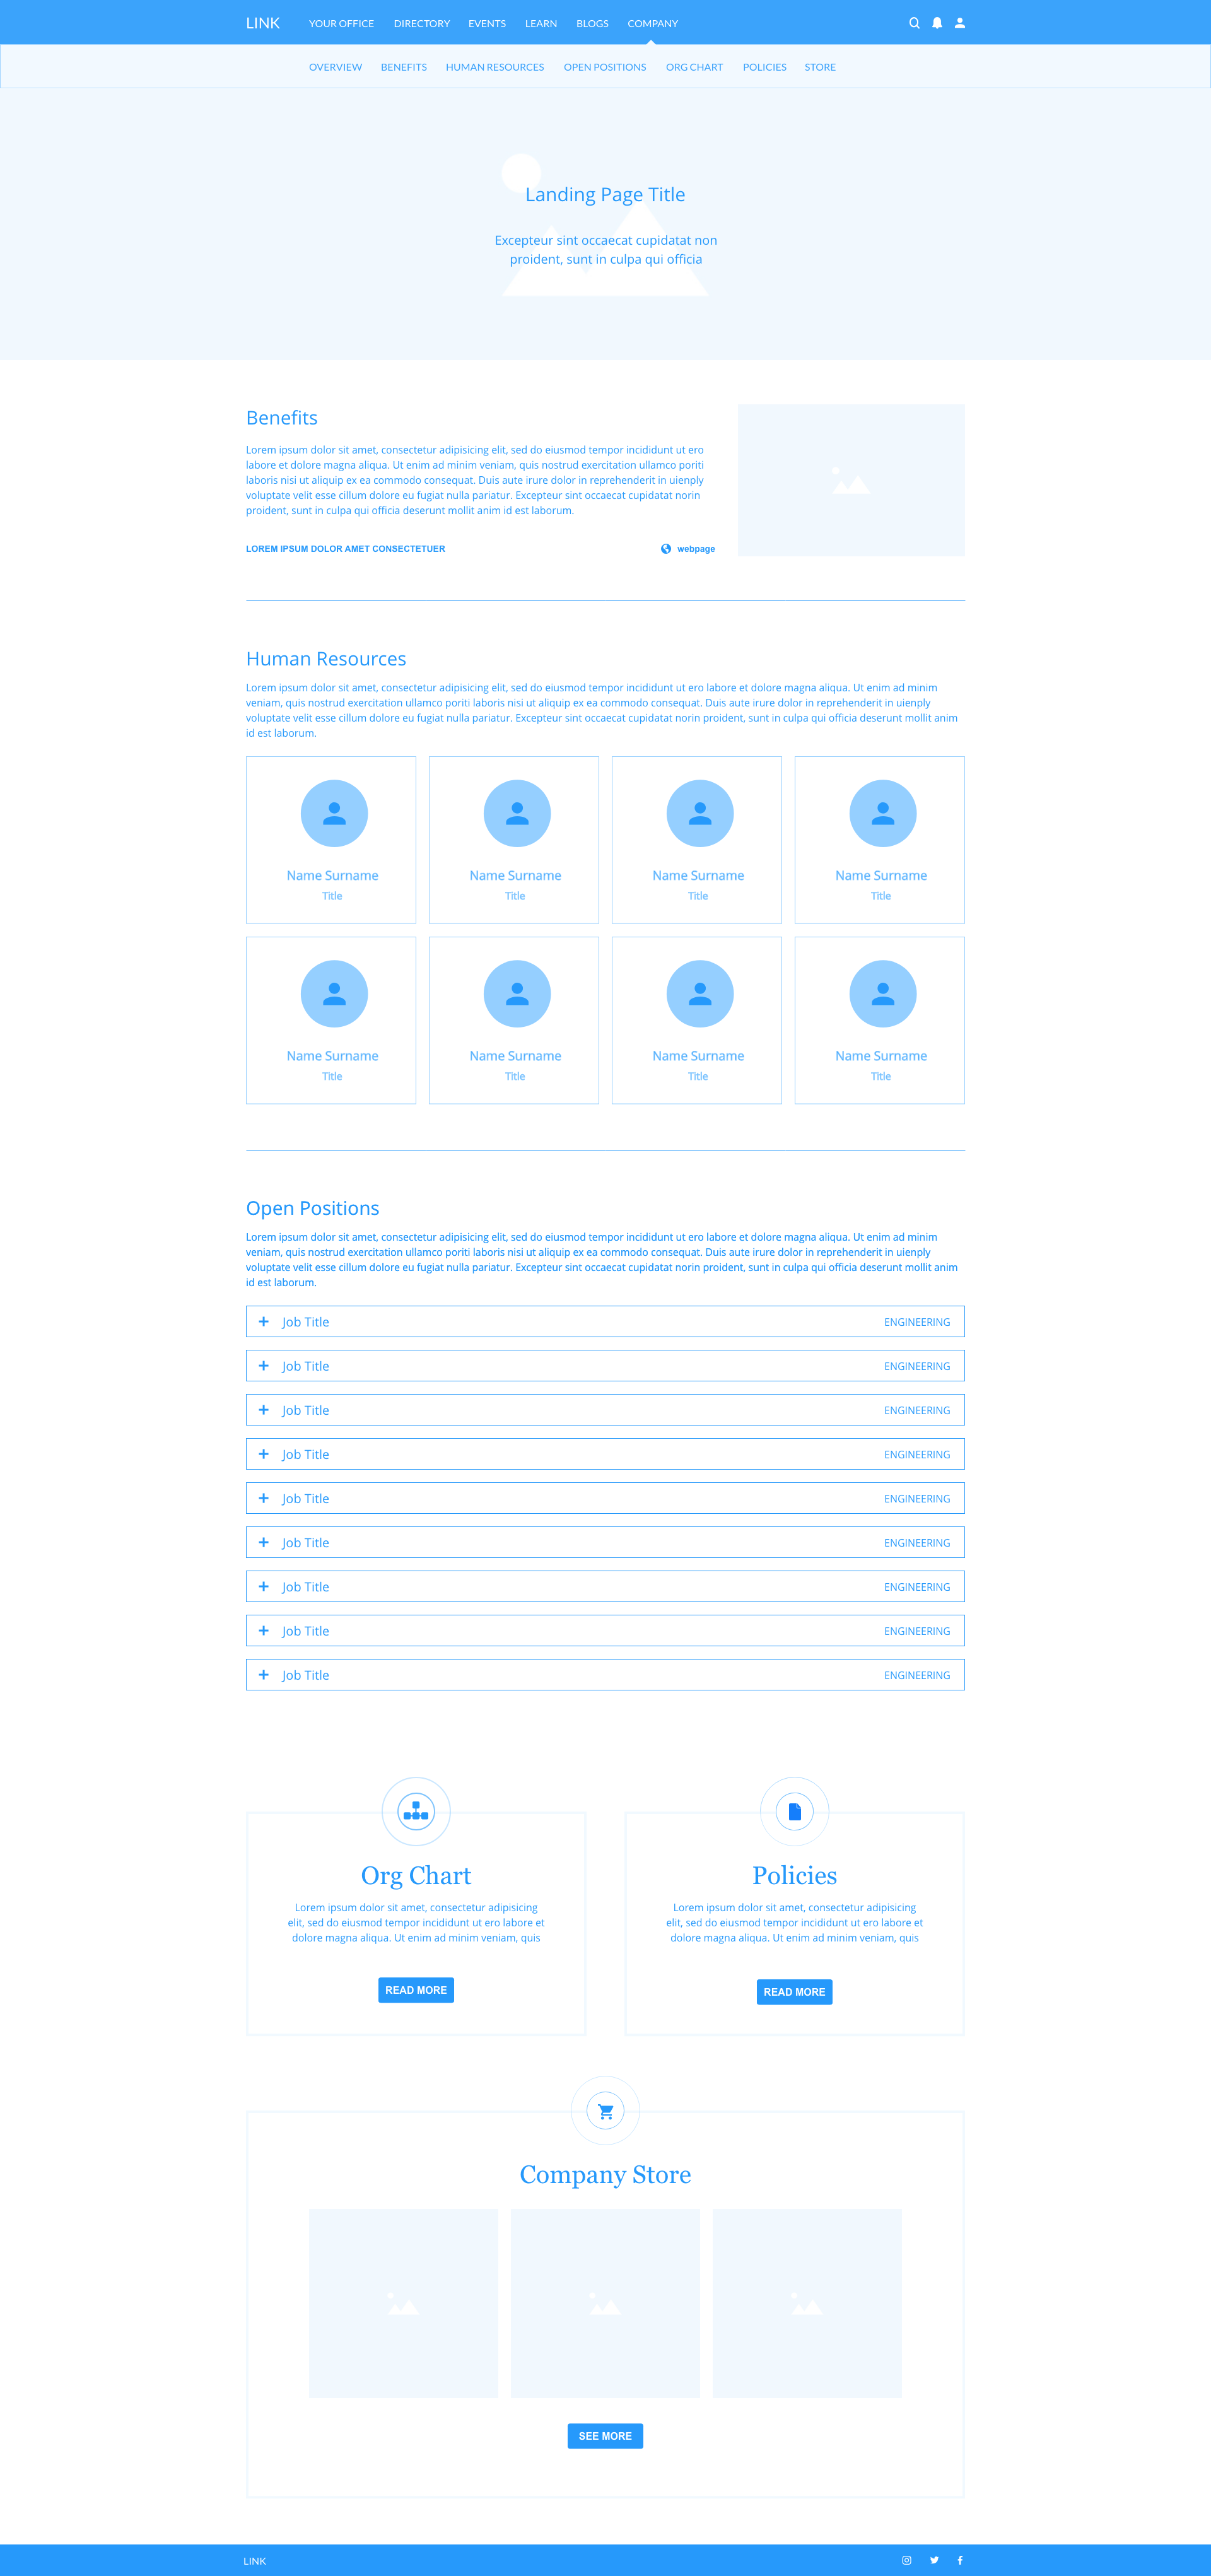 LINK YOUR OFFICE DIRECTORY EVENTS LEARN BLOGS COMPANY
OVERVIEW BENEFITS HUMAN RESOURCES OPEN POSITIONS ORG CHART POLICIES STORE
Landing Page Title
Excepteur sint occaecat cupidatat non
proident, sunt in culpa qui officia
Benefits
Lorem ipsum dolor sit amet, consectetur adipisicing elit, sed do eiusmod tempor incididunt ut ero
labore et dolore magna aliqua. Ut enim ad minim veniam, quis nostrud exercitation ullamco poriti
laboris nisi ut aliquip ex ea commodo consequat. Duis aute irure dolor in reprehenderit in uienply
voluptate velit esse cillum dolore eu fugiat nulla pariatur. Excepteur sint occaecat cupidatat norin
proident, sunt in culpa qui officia deserunt mollit anim id est laborum.
LOREM IPSUM DOLOR AMET CONSECTETUER webpage
Human Resources
Lorem ipsum dolor sit amet, consectetur adipisicing elit, sed do eiusmod tempor incididunt ut ero labore et dolore magna aliqua. Ut enim ad minim
veniam, quis nostrud exercitation ullamco poriti laboris nisi ut aliquip ex ea commodo consequat. Duis aute irure dolor in reprehenderit in uienply
voluptate velit esse cillum dolore eu fugiat nulla pariatur. Excepteur sint occaecat cupidatat norin proident, sunt in culpa qui officia deserunt mollit anim
id est laborum.
Name Surname Name Surname Name Surname Name Surname
Title Title Title Title
Name Surname Name Surname Name Surname Name Surname
Title Title Title Title
Open Positions
Lorem ipsum dolor sit amet, consectetur adipisicing elit, sed do eiusmod tempor incididunt ut ero labore et dolore magna aliqua. Ut enim ad minim
veniam, quis nostrud exercitation ullamco poriti laboris nisi ut aliquip ex ea commodo consequat. Duis aute irure dolor in reprehenderit in uienply
voluptate velit esse cillum dolore eu fugiat nulla pariatur. Excepteur sint occaecat cupidatat norin proident, sunt in culpa qui officia deserunt mollit anim
id est laborum.
+ Job Title ENGINEERING
+ Job Title ENGINEERING
+ Job Title ENGINEERING
+ Job Title ENGINEERING
+ Job Title ENGINEERING
+ Job Title ENGINEERING
+ Job Title ENGINEERING
+ Job Title ENGINEERING
+ Job Title ENGINEERING
Org Chart
Lorem ipsum dolor sit amet, consectetur adipisicing
elit, sed do eiusmod tempor incididunt ut ero labore et
dolore magna aliqua. Ut enim ad minim veniam, quis
READ MORE
Policies
Lorem ipsum dolor sit amet, consectetur adipisicing
elit, sed do eiusmod tempor incididunt ut ero labore et
dolore magna aliqua. Ut enim ad minim veniam, quis
READ MORE
Company Store
SEE MORE
LINK